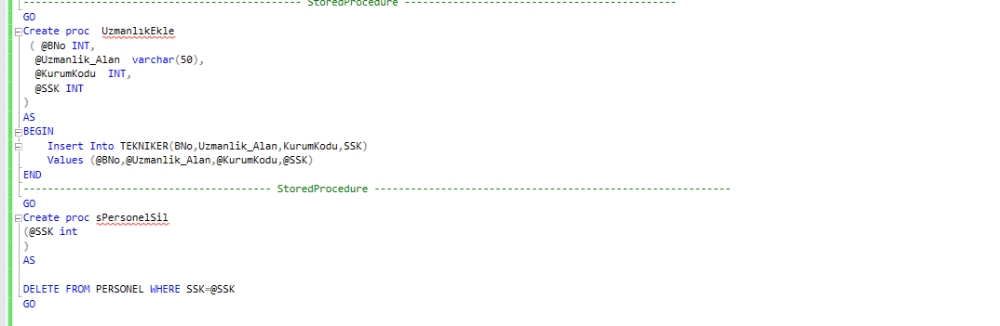 --------------------------------------------- StoredProcedure --------------------------------------------
GO
Create proc  UzmanlıkEkle
( @BNo INT,
@Uzmanlik_Alan  varchar(50),
@KurumKodu  INT,
@SSK INT
)
AS
BEGIN
Insert Into TEKNIKER(BNo,Uzmanlik_Alan,KurumKodu,SSK)
Values (@BNo,@Uzmanlik_Alan,@KurumKodu,@SSK)
END
---------------------------------------- StoredProcedure ----------------------------------------------------------
GO
Create proc sPersonelSil
(@SSK int
)
AS
DELETE FROM PERSONEL WHERE SSK=@SSK
GO